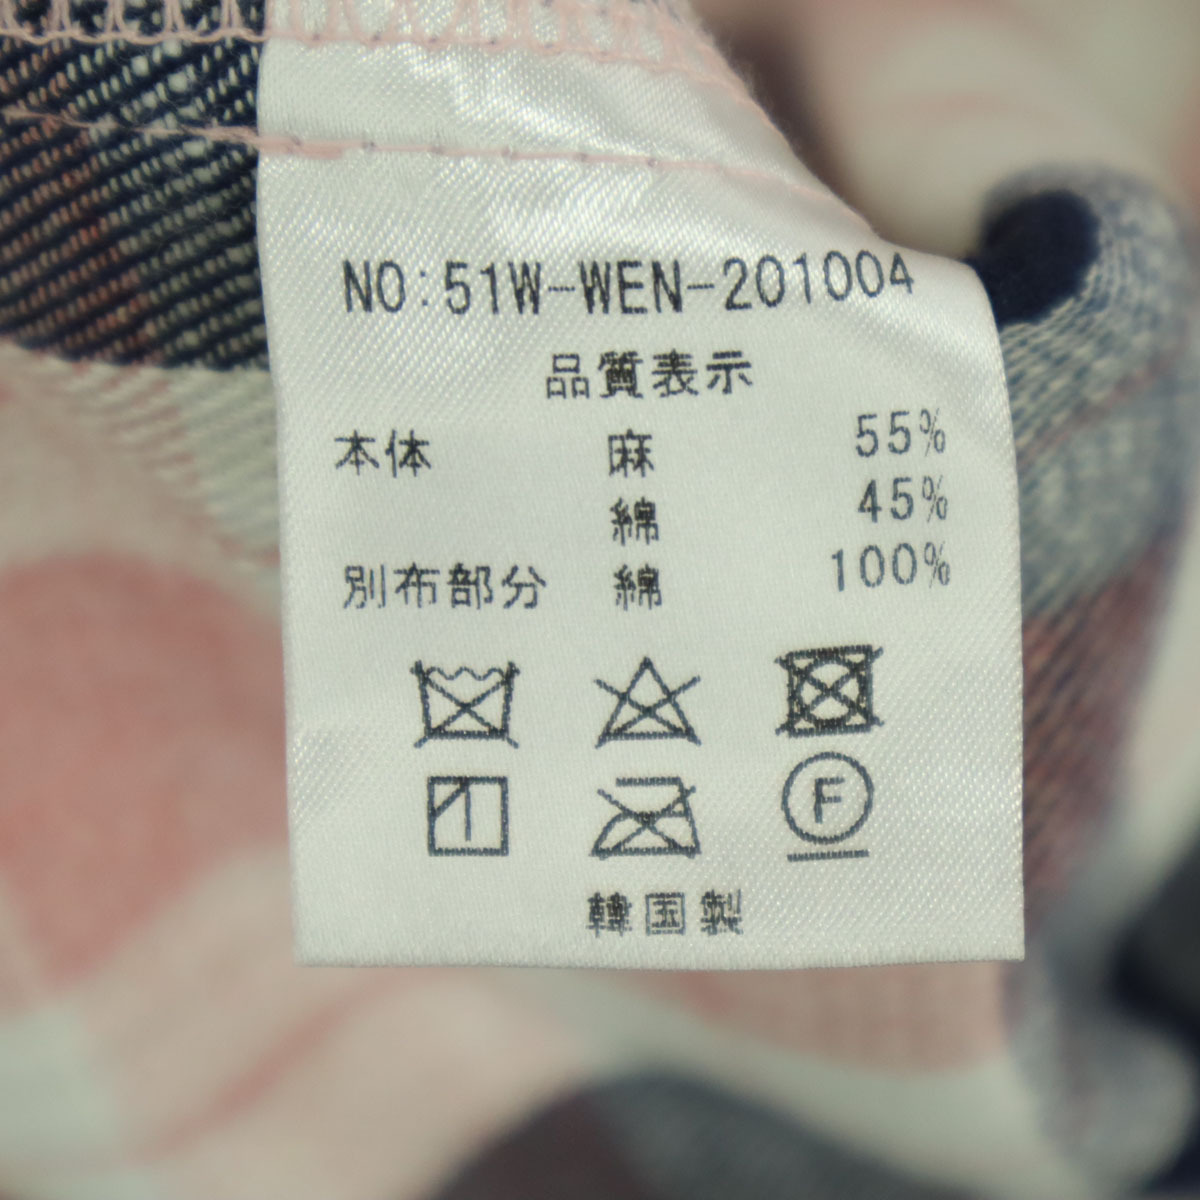 NO:51W-WEN-201004
品質表示
本体 麻 55%
綿 45%
別布部分 綿 100%
F
韓国製